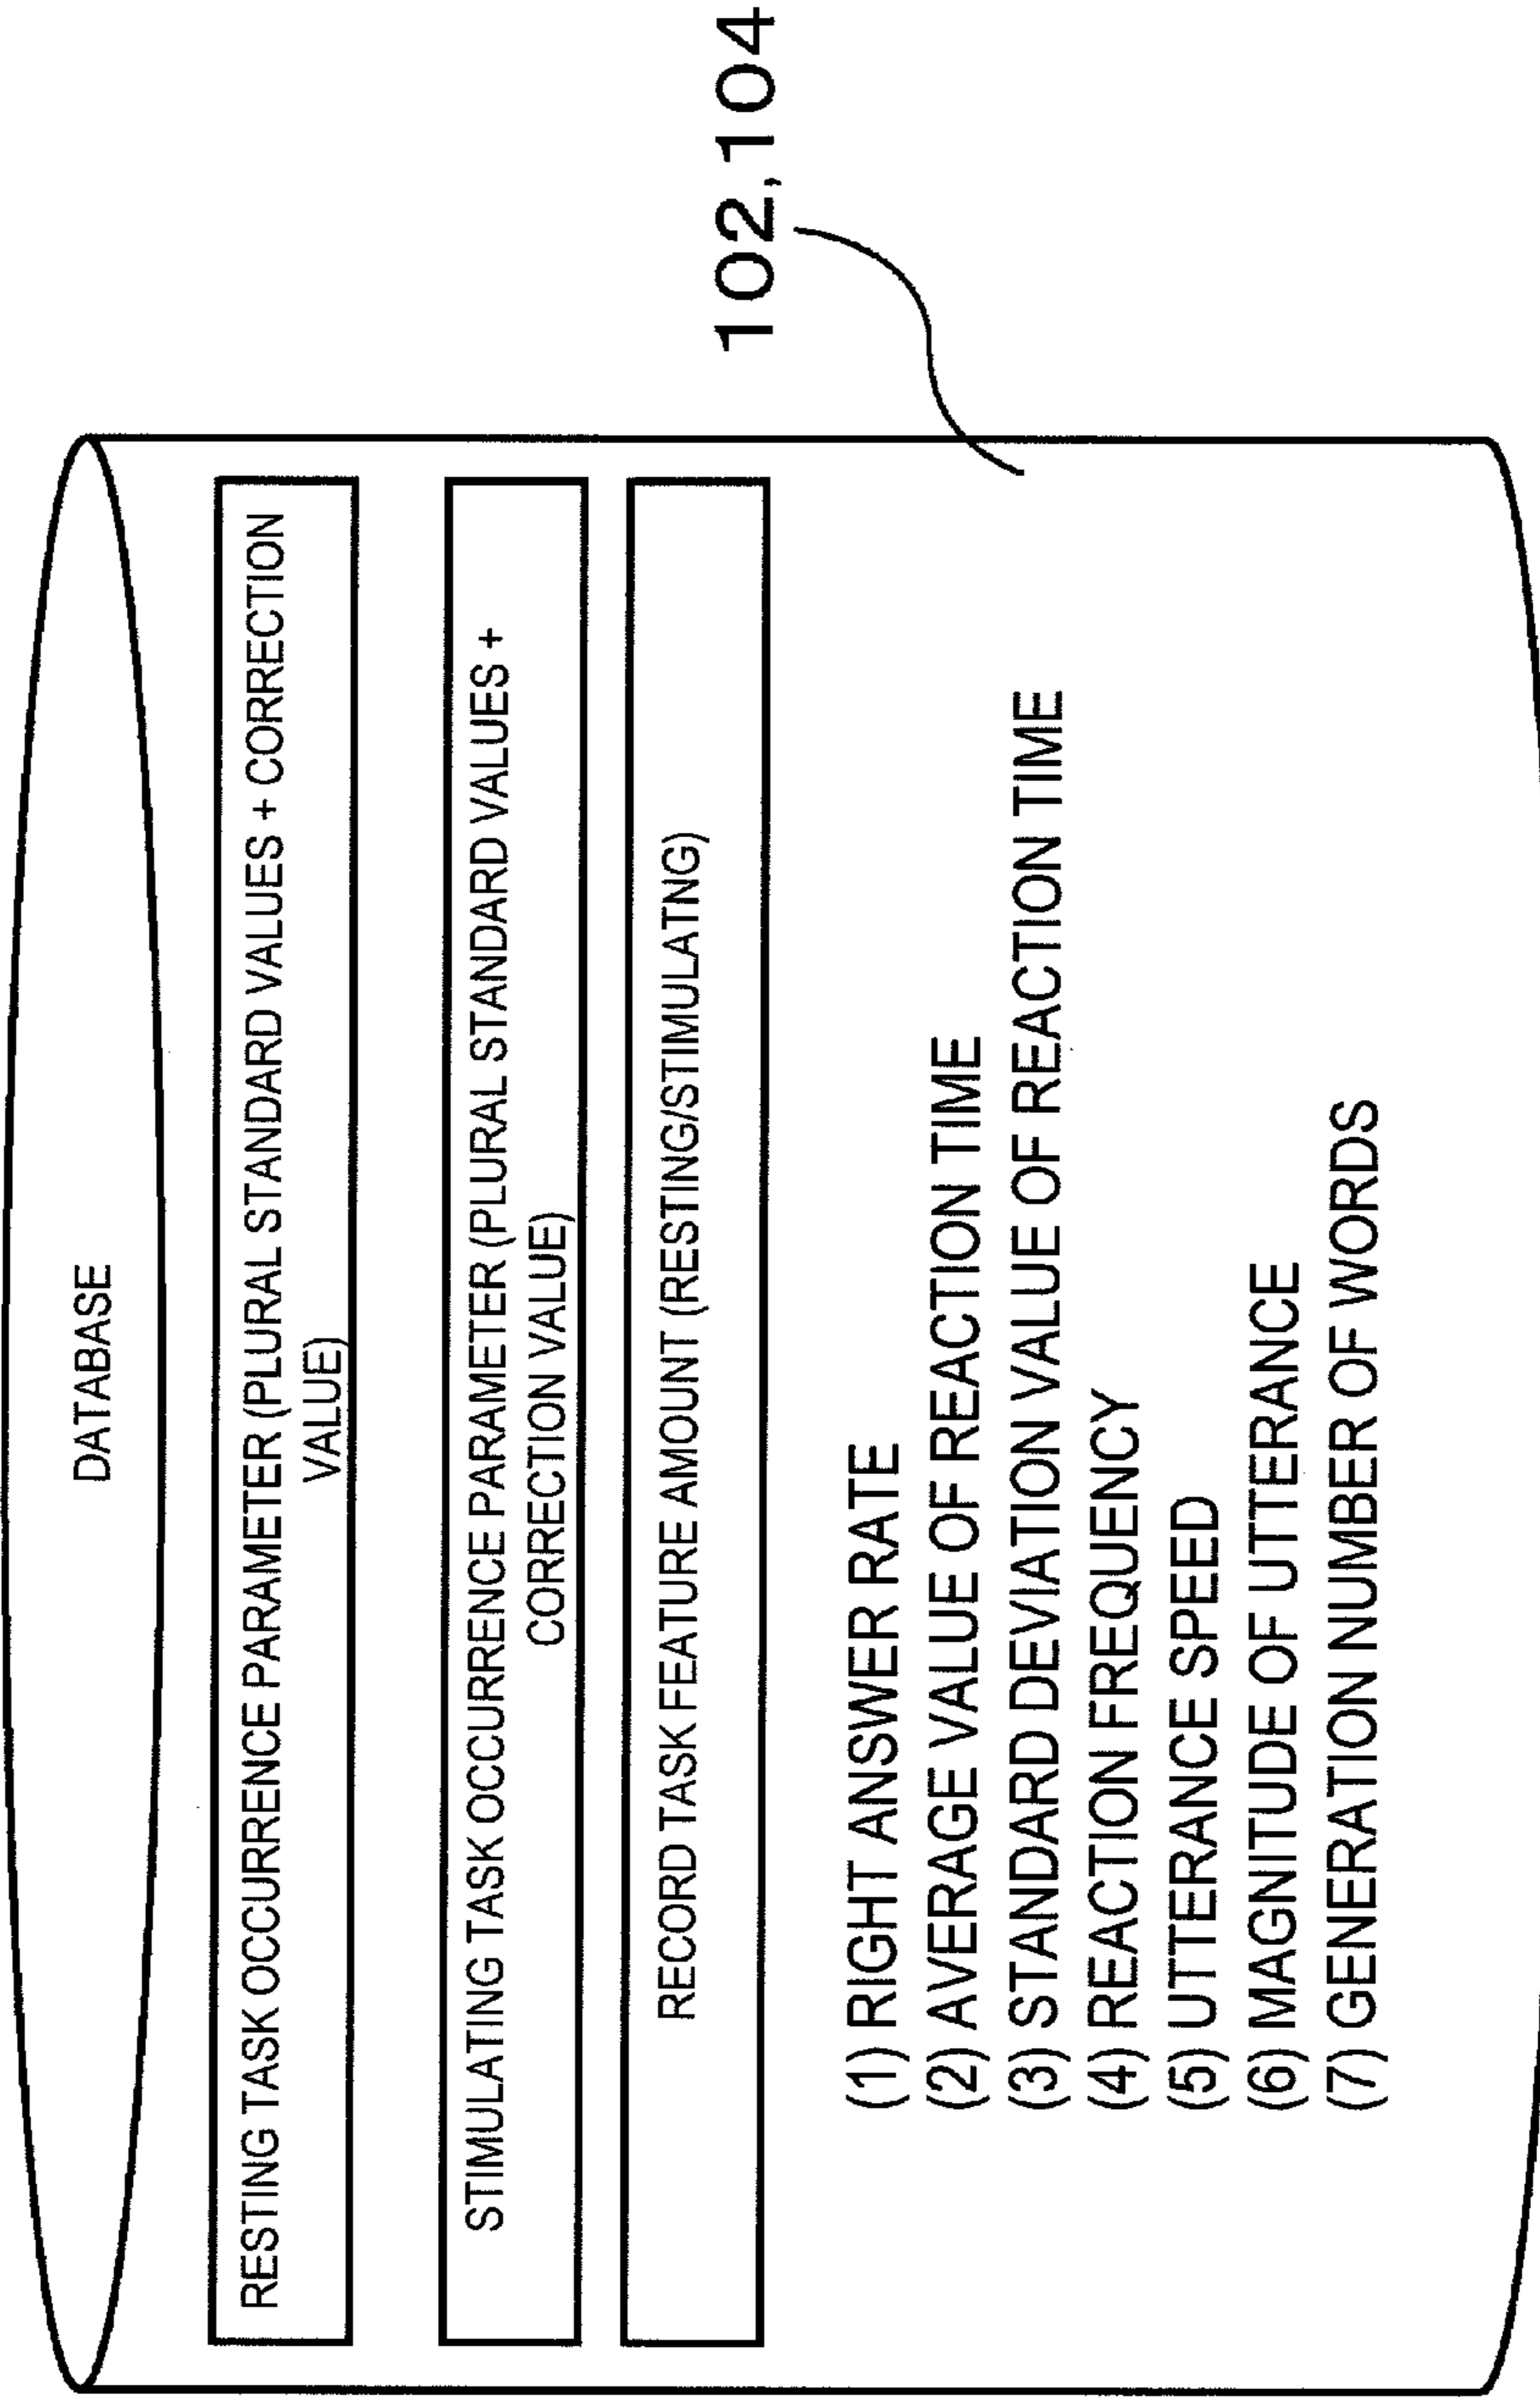 DATABASE
RESTING TASK OCCURRENCE PARAMETER (PLURAL STANDARD VALUES + CORRECTION
VALUE)
STIMULATING TASK OCCURRENCE PARAMETER (PLURAL STANDARD VALUES +
CORRECTION VALUE)
RECORD TASK FEATURE AMOUNT (RESTING/STIMULATNG)
102,104
(1) RIGHT ANSWER RATE
(2) AVERAGE VALUE OF REACTION TIME
(3) STANDARD DEVIATION VALUE OF REACTION TIME
(4) REACTION FREQUENCY
(5) UTTERANCE SPEED
(6) MAGNITUDE OF UTTERANCE
(7) GENERATION NUMBER OF WORDS